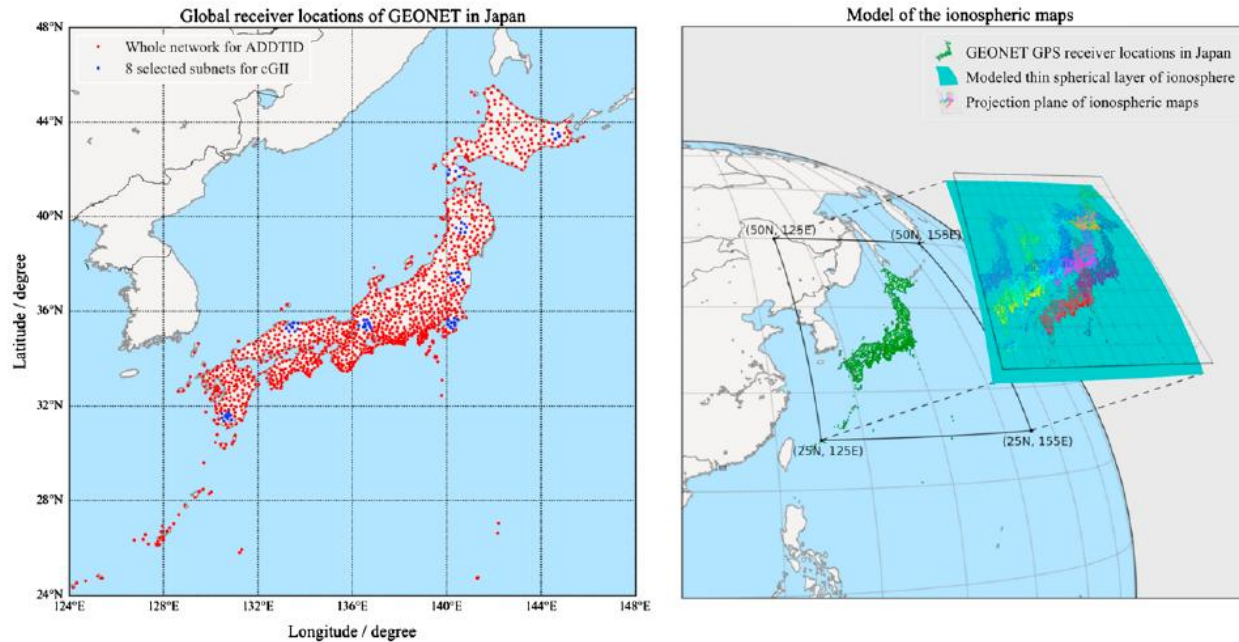 Global receiver locations of GEONET in Japan
Whole network for ADDTID
8 selected subnets for cGII
48°N
44°N
40°N
36°N
32°N
28°N
24°N
124°E
128°E
132°E
136°E
140°E
144°E
148°E
Latitude / degree
Longitude / degree
Model of the ionospheric maps
GEONET GPS receiver locations in Japan
Modeled thin spherical layer of ionosphere
Projection plane of ionospheric maps
(50N, 125E)
(50N, 155E)
(25N, 125E)
(25N, 155E)